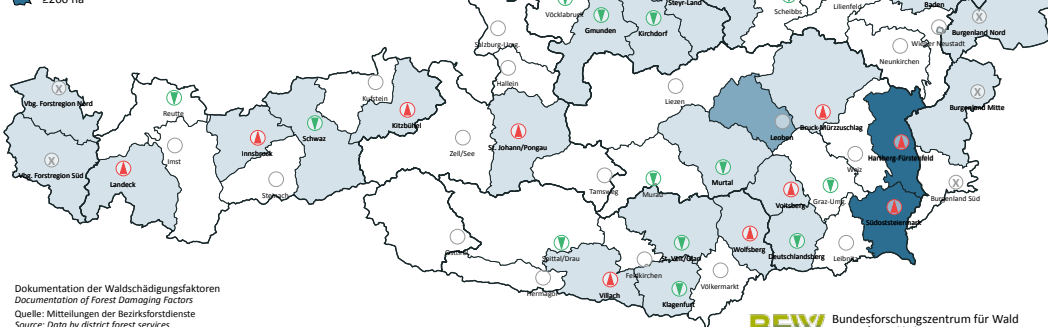 ≥200 ha
Steyr-Land
Scheibbs
Lilienfeld
Baden
Vöcklabruck
Gmunden
Kirchdorf
Burgenland Nord
Wiener Neustadt
Salzburg-Umg.
Neunkirchen
Hallein
Liezen
Kufstein
Vbg. Forstregion Nord
Reutte
Burgenland Mitte
Kitzbühel
Leoben
Bruck-Mürzzuschlag
Schwaz
St. Johann/Pongau
Innsbruck
Imst
Zell/See
Hartberg-Fürstenfeld
Weiz
Vbg. Forstregion Süd
Landeck
Steinach
Tamsweg
Murau
Murtal
Voitsberg
Graz-Umg.
Burgenland Süd
Südoststeiermark
Osttirol
Spittal/Drau
St. Veit/Glan
Wolfsberg
Deutschlandsberg
Leibnitz
Feldkirchen
Hermagor
Villach
Völkermarkt
Klagenfurt
Dokumentation der Waldschädigungsfaktoren
Documentation of Forest Damaging Factors
Quelle: Mitteilungen der Bezirksforstdienste
Source: Data by district forest services
BFW
Bundesforschungszentrum für Wald